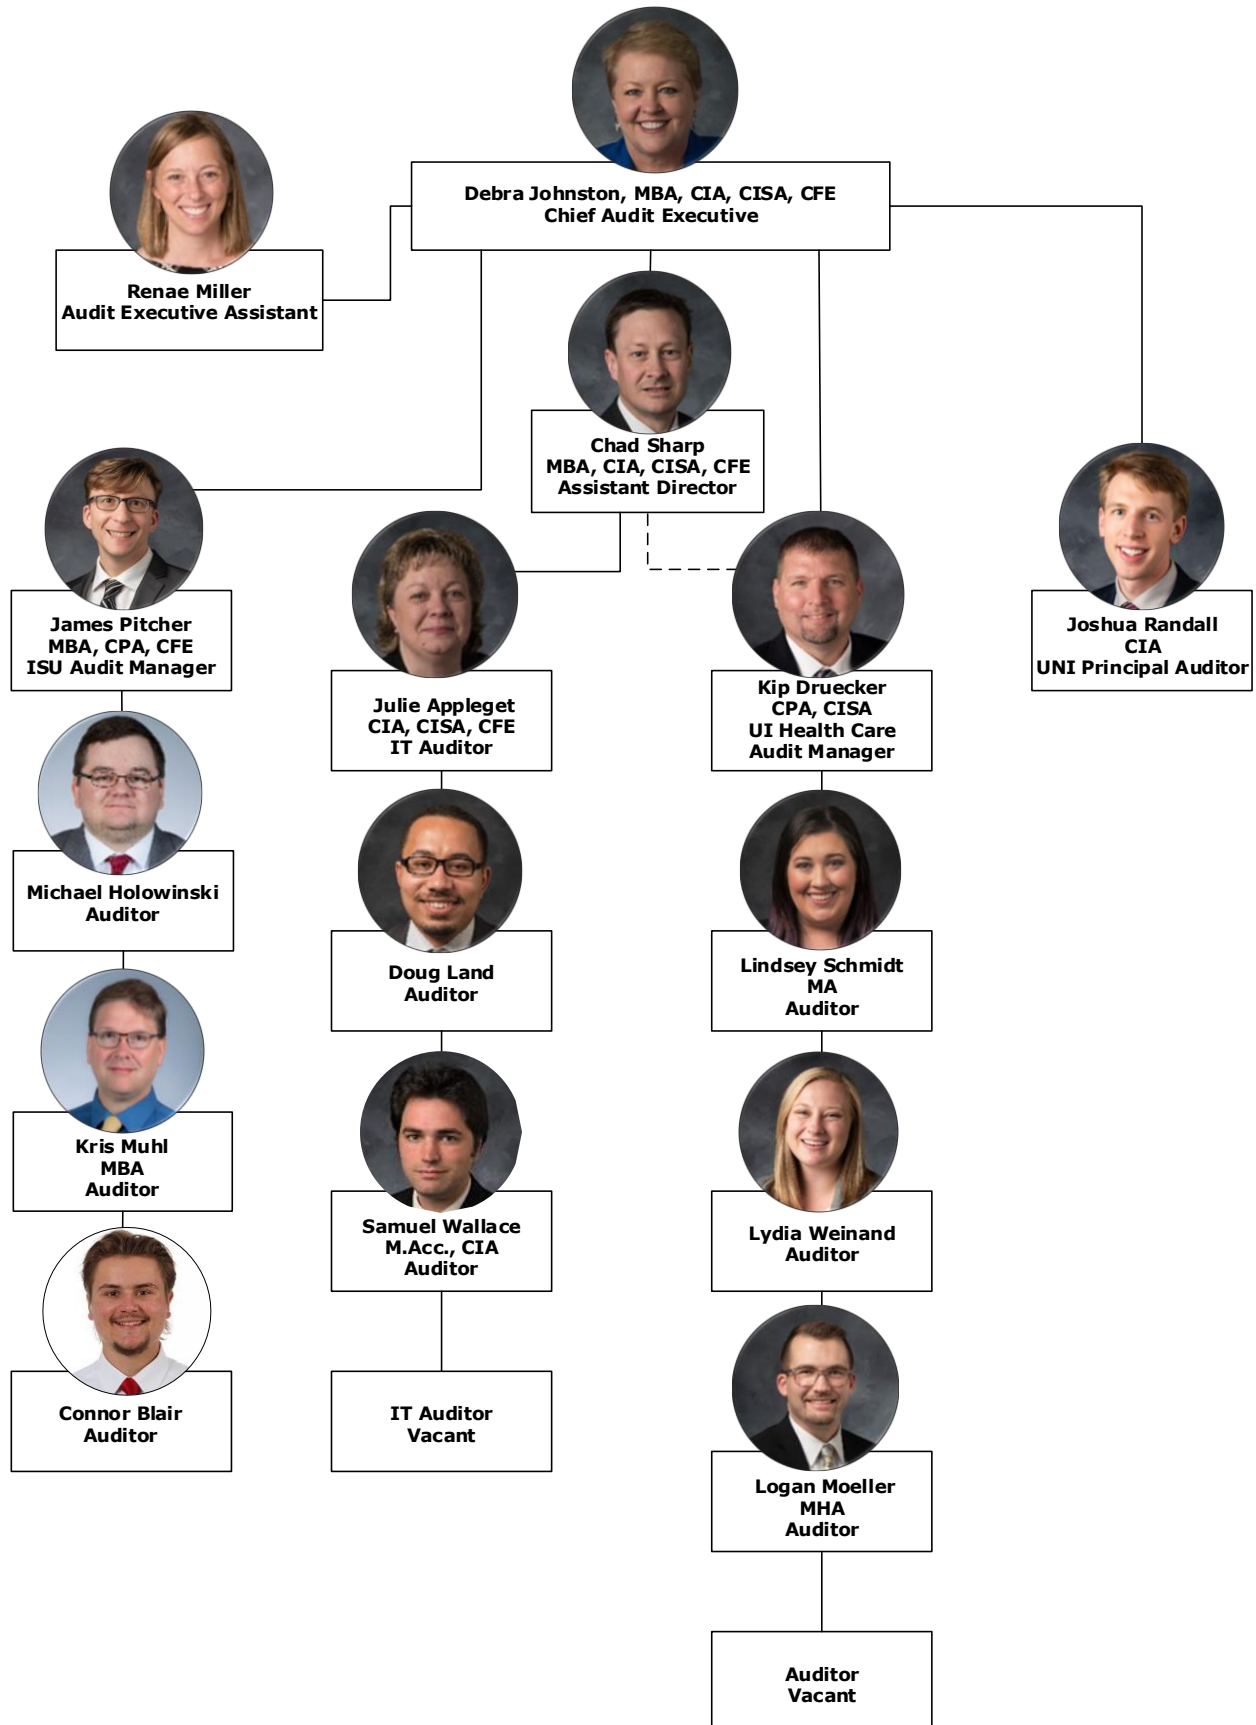 Debra Johnston, MBA, CIA, CISA, CFE
Chief Audit Executive
Renae Miller
Audit Executive Assistant
Chad Sharp
MBA, CIA, CISA, CFE
Assistant Director
James Pitcher
MBA, CPA, CFE
ISU Audit Manager
Julie Appleget
CIA, CISA, CFE
IT Auditor
Kip Druecker
CPA, CISA
UI Health Care
Audit Manager
Joshua Randall
CIA
UNI Principal Auditor
Michael Holowinski
Auditor
Doug Land
Auditor
Lindsey Schmidt
MA
Auditor
Kris Muhl
MBA
Auditor
Samuel Wallace
M.Acc., CIA
Auditor
Lydia Weinand
Auditor
Connor Blair
Auditor
IT Auditor
Vacant
Logan Moeller
MHA
Auditor
Auditor
Vacant